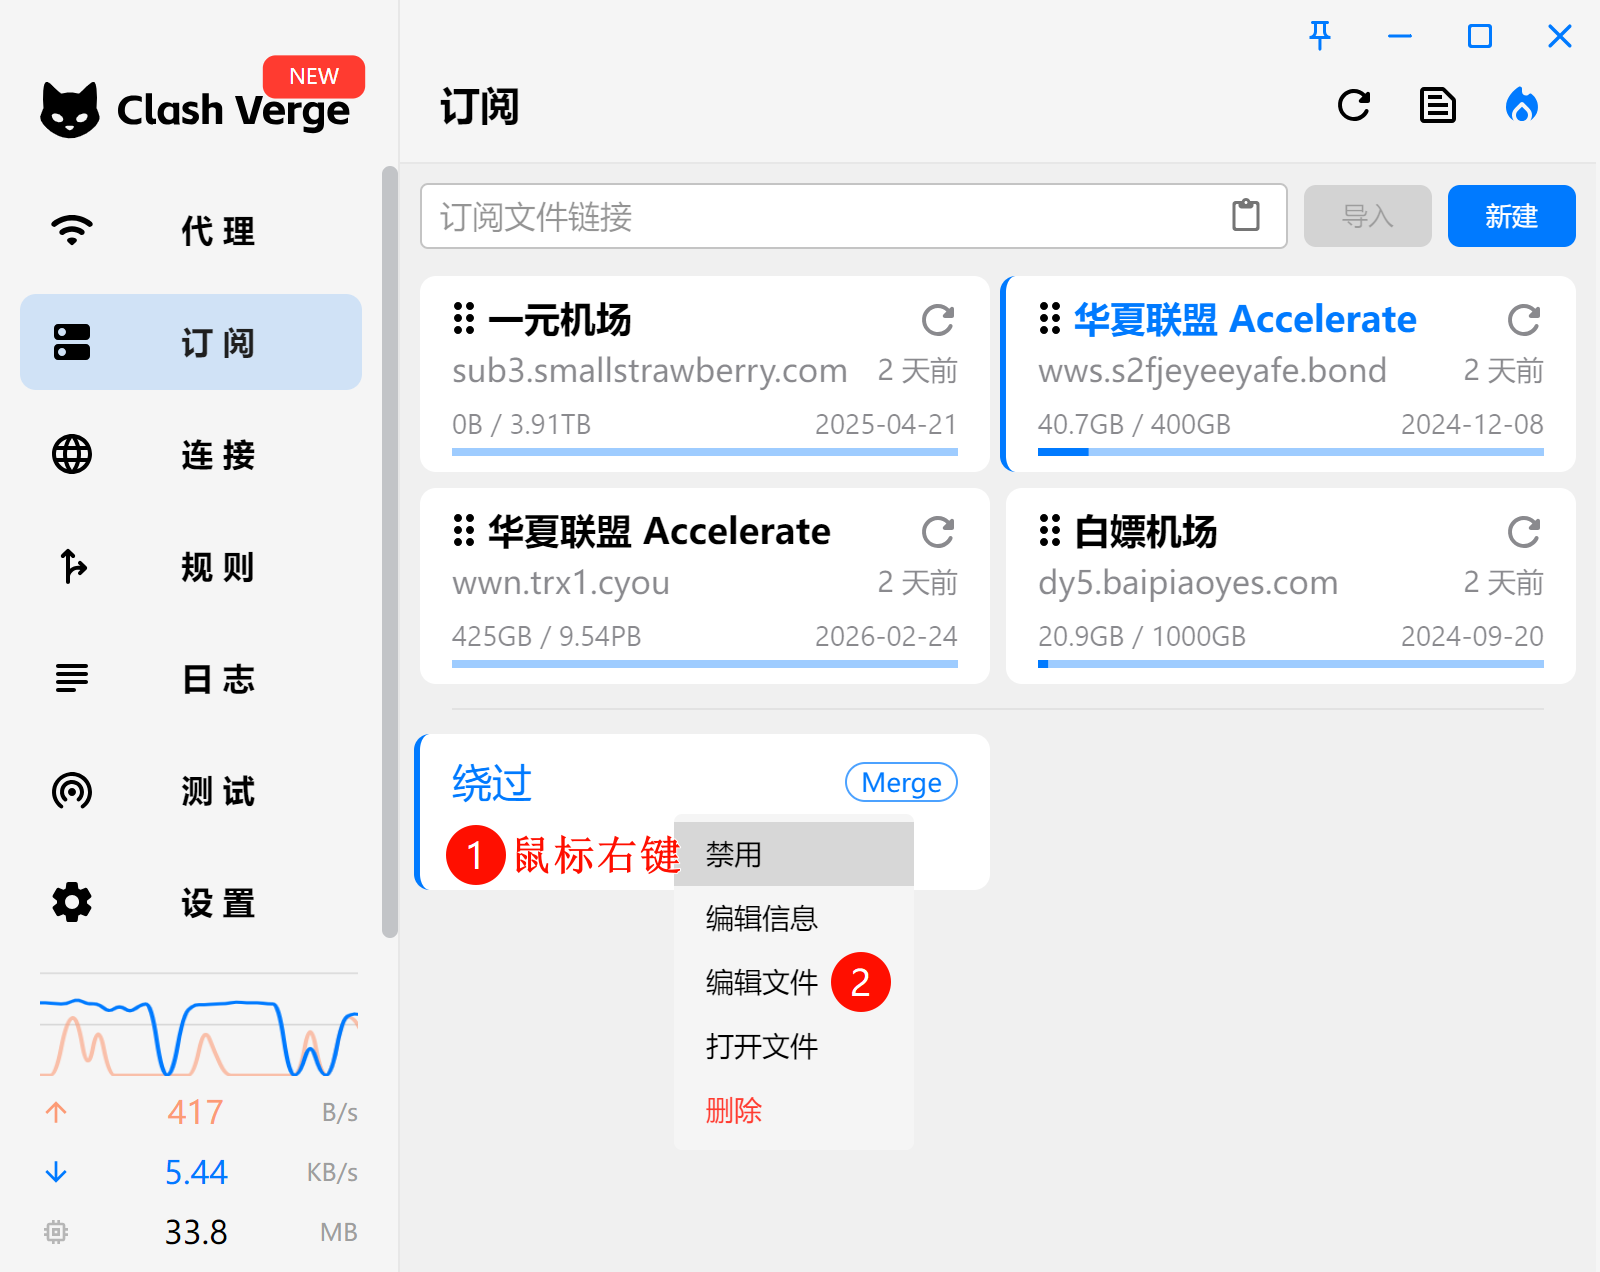 NEW
Clash Verge
代 理
订 阅
连 接
规 则
日 志
测 试
设 置
417 B/s
5.44 KB/s
33.8 MB
订阅
订阅文件链接
导入
新建
一元机场
sub3.smallstrawberry.com 2 天前
0B / 3.91TB 2025-04-21
华夏联盟 Accelerate
wws.s2fjeyeeyafe.bond 2 天前
40.7GB / 400GB 2024-12-08
华夏联盟 Accelerate
wwn.trx1.cyou 2 天前
425GB / 9.54PB 2026-02-24
白嫖机场
dy5.baipiaoyes.com 2 天前
20.9GB / 1000GB 2024-09-20
绕过 Merge
1 鼠标右键
禁用
编辑信息
编辑文件 2
打开文件
删除